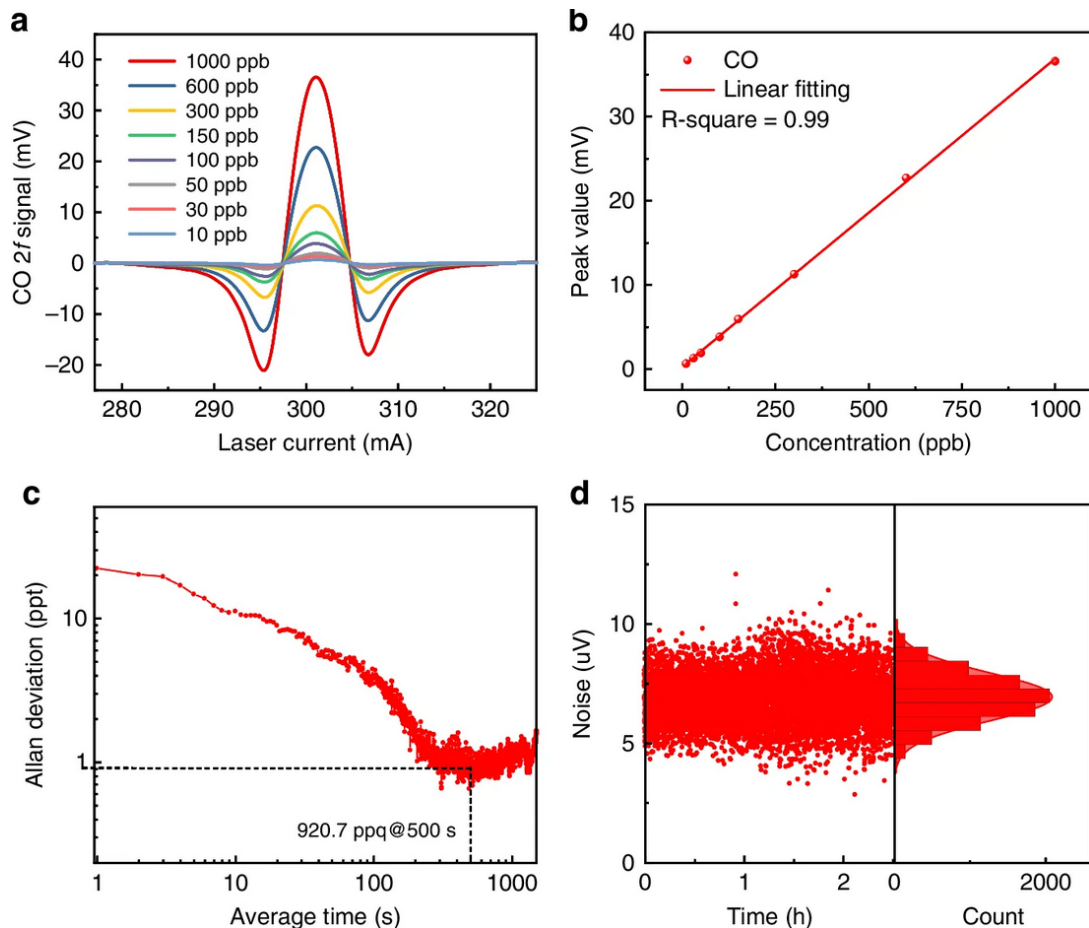 a
CO 2f signal (mV)
40
30
20
10
0
−10
−20
1000 ppb
600 ppb
300 ppb
150 ppb
100 ppb
50 ppb
30 ppb
10 ppb
280 290 300 310 320
Laser current (mA)
b
Peak value (mV)
40
30
20
10
0
CO
Linear fitting
R-square = 0.99
0 250 500 750 1000
Concentration (ppb)
c
Allan deviation (ppt)
10
1
920.7 ppq@500 s
1 10 100 1000
Average time (s)
d
Noise (uV)
15
10
5
0
0 1 2 0 2000
Time (h) Count